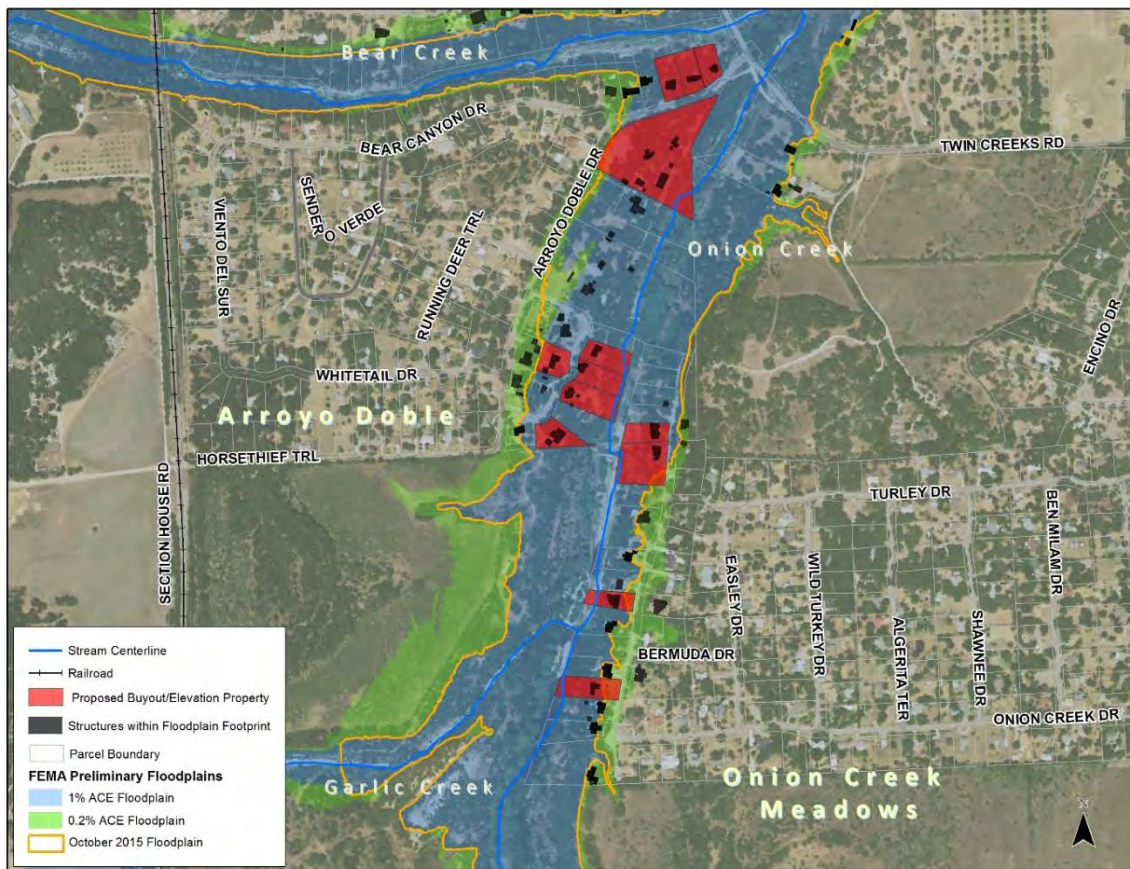 Bear Creek
BEAR CANYON DR
TWIN CREEKS RD
ARROYO DOBLE DR
SENDER
O VERDE
VIENTO DEL SUR
RUNNING DEER TRL
Onion Creek
ENCINO DR
WHITETAIL DR
Arroyo Doble
HORSETHIEF TRL
SECTION HOUSE RD
TURLEY DR
BEN MILAM DR
EASLEY DR
WILD TURKEY DR
ALGERITA TER
SHAWNEE DR
BERMUDA DR
ONION CREEK DR
Garlic Creek
Onion Creek
Meadows
Stream Centerline
Railroad
Proposed Buyout/Elevation Property
Structures within Floodplain Footprint
Parcel Boundary
FEMA Preliminary Floodplains
1% ACE Floodplain
0.2% ACE Floodplain
October 2015 Floodplain
N